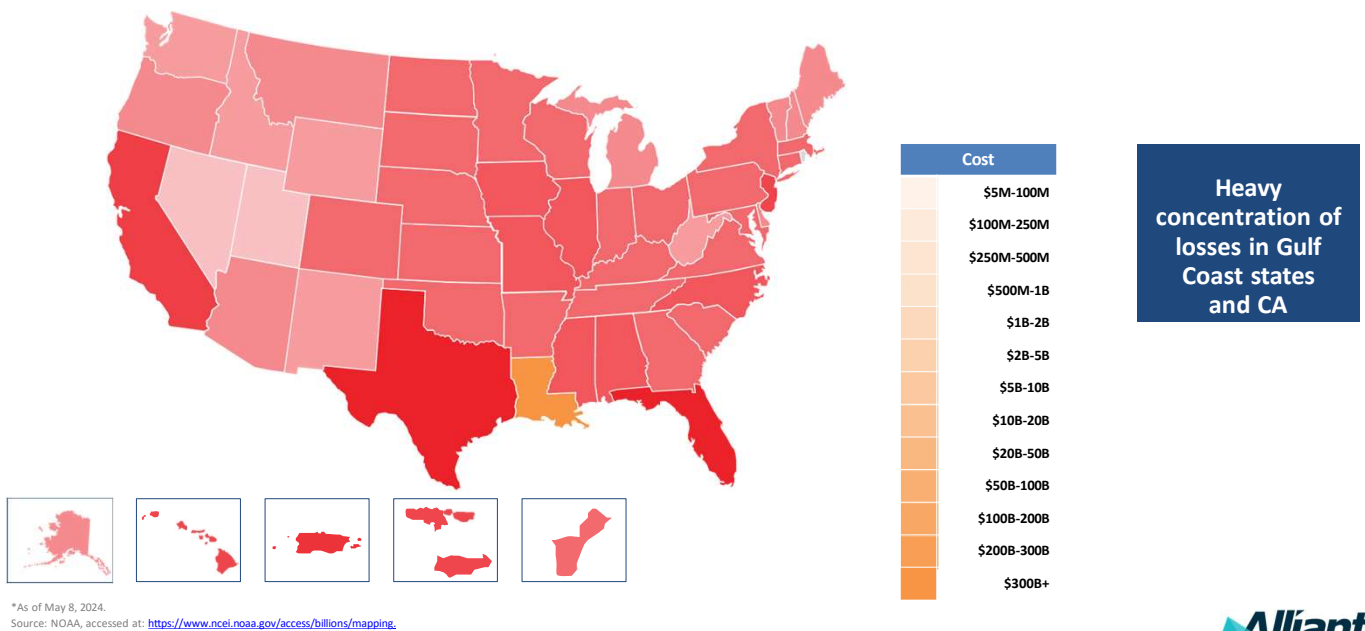 Cost
$5M-100M
$100M-250M
$250M-500M
$500M-1B
$1B-2B
$2B-5B
$5B-10B
$10B-20B
$20B-50B
$50B-100B
$100B-200B
$200B-300B
$300B+
Heavy
concentration of
losses in Gulf
Coast states
and CA
*As of May 8, 2024.
Source: NOAA, accessed at: https://www.ncei.noaa.gov/access/billions/mapping.
Alliant